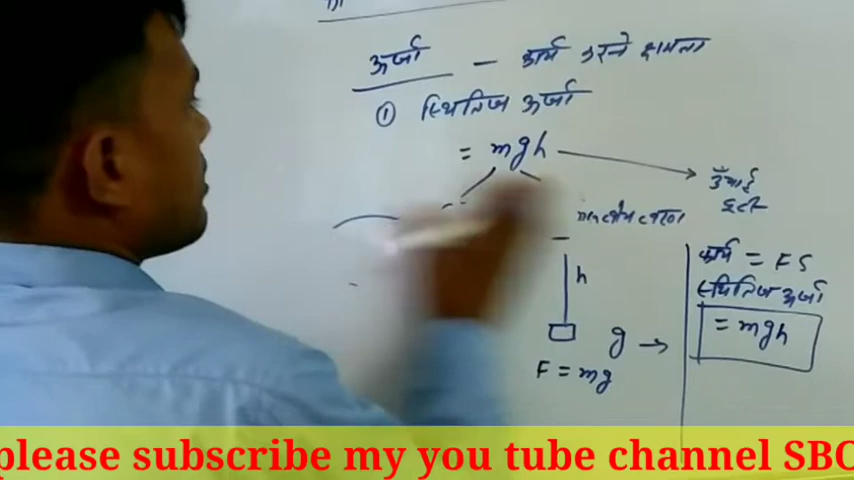 ऊर्जा - कार्य करने क्षमता
① स्थितिज ऊर्जा
= mgh
ऊँचाई
h
g →
F = mg
कार्य = FS
स्थितिज ऊर्जा
= mgh
please subscribe my you tube channel SBC